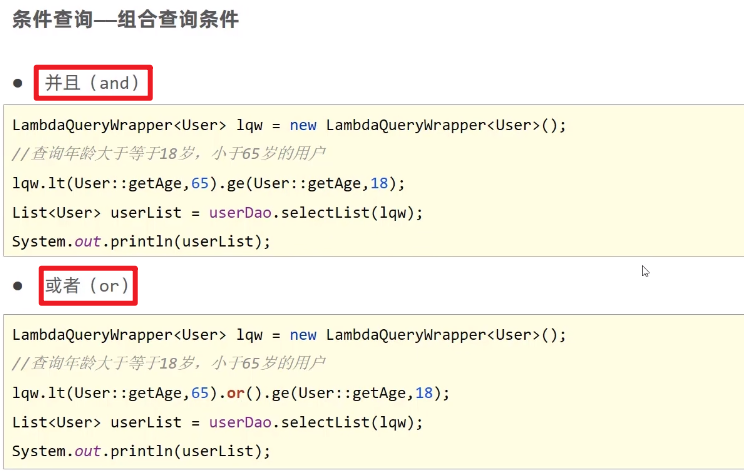 条件查询——组合查询条件
● 并且（and）
LambdaQueryWrapper<User> lqw = new LambdaQueryWrapper<User>();
//查询年龄大于等于18岁，小于65岁的用户
lqw.lt(User::getAge,65).ge(User::getAge,18);
List<User> userList = userDao.selectList(lqw);
System.out.println(userList);
● 或者（or）
LambdaQueryWrapper<User> lqw = new LambdaQueryWrapper<User>();
//查询年龄大于等于18岁，小于65岁的用户
lqw.lt(User::getAge,65).or().ge(User::getAge,18);
List<User> userList = userDao.selectList(lqw);
System.out.println(userList);